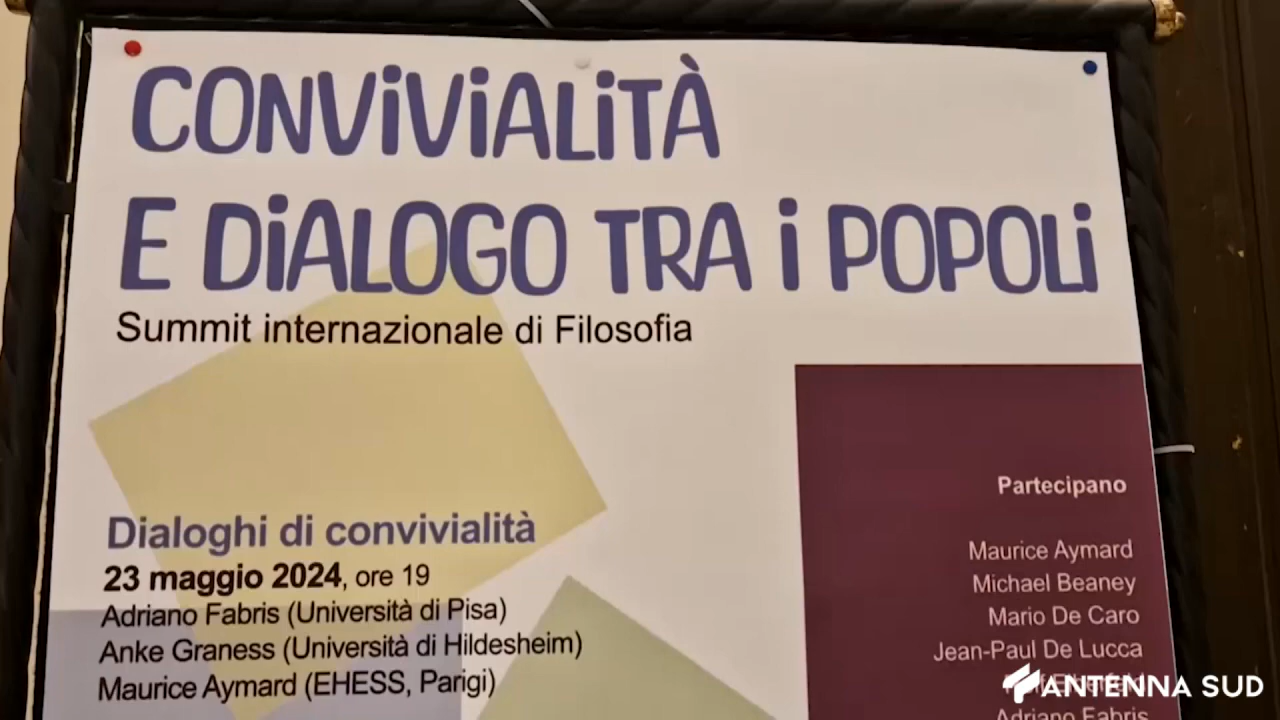 CONVIVIALITÀ
E DIALOGO TRA I POPOLI
Summit internazionale di Filosofia
Dialoghi di convivialità
23 maggio 2024, ore 19
Adriano Fabris (Università di Pisa)
Anke Graness (Università di Hildesheim)
Maurice Aymard (EHESS, Parigi)
Partecipano
Maurice Aymard
Michael Beaney
Mario De Caro
Jean-Paul De Lucca
Adriano Fabris
ANTENNA SUD